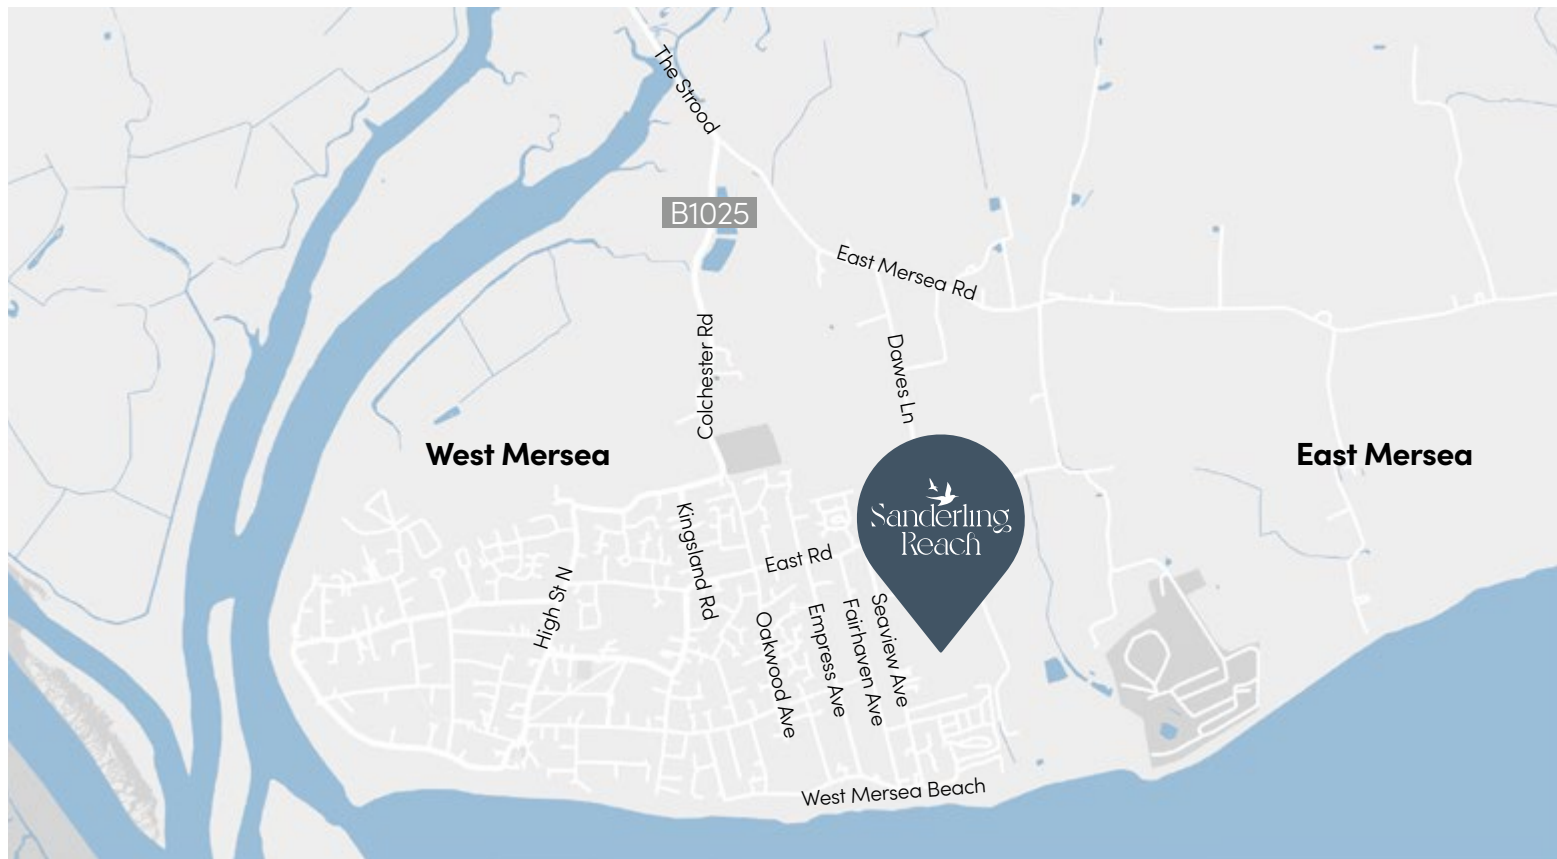 The Strood
B1025
East Mersea Rd
Colchester Rd
Dawes Ln
West Mersea
East Mersea
Sanderling
Reach
Kingsland Rd
East Rd
High St N
Oakwood Ave
Empress Ave
Fairhaven Ave
Seaview Ave
West Mersea Beach